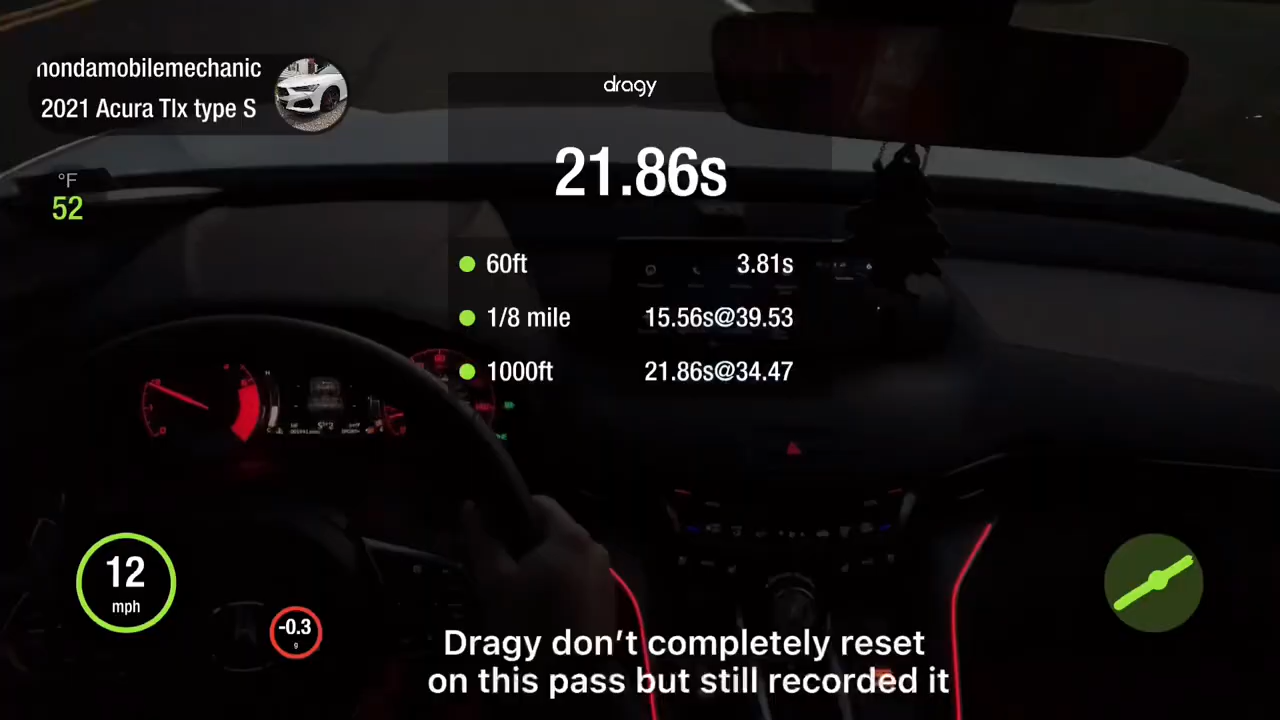 hondamobilemechanic
2021 Acura Tlx type S
°F
52
dragy
21.86s
60ft 3.81s
1/8 mile 15.56s@39.53
1000ft 21.86s@34.47
12
mph
-0.3
g
Dragy don't completely reset
on this pass but still recorded it